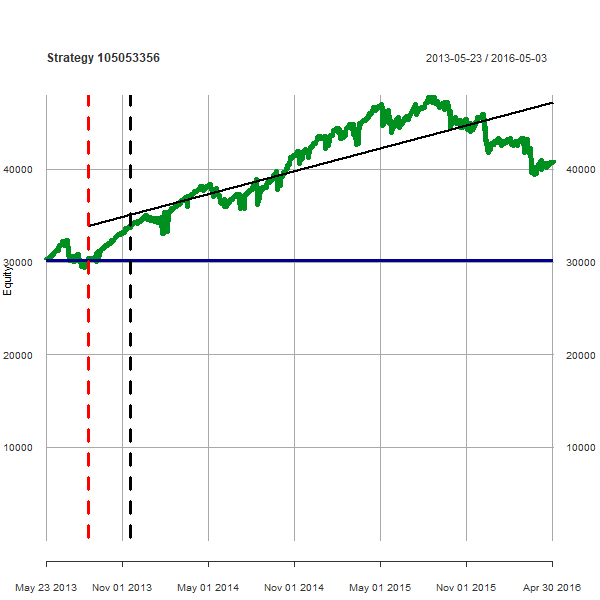 Strategy 105053356
2013-05-23 / 2016-05-03
40000
40000
30000
30000
Equity
20000
20000
10000
10000
May 23 2013
Nov 01 2013
May 01 2014
Nov 01 2014
May 01 2015
Nov 01 2015
Apr 30 2016